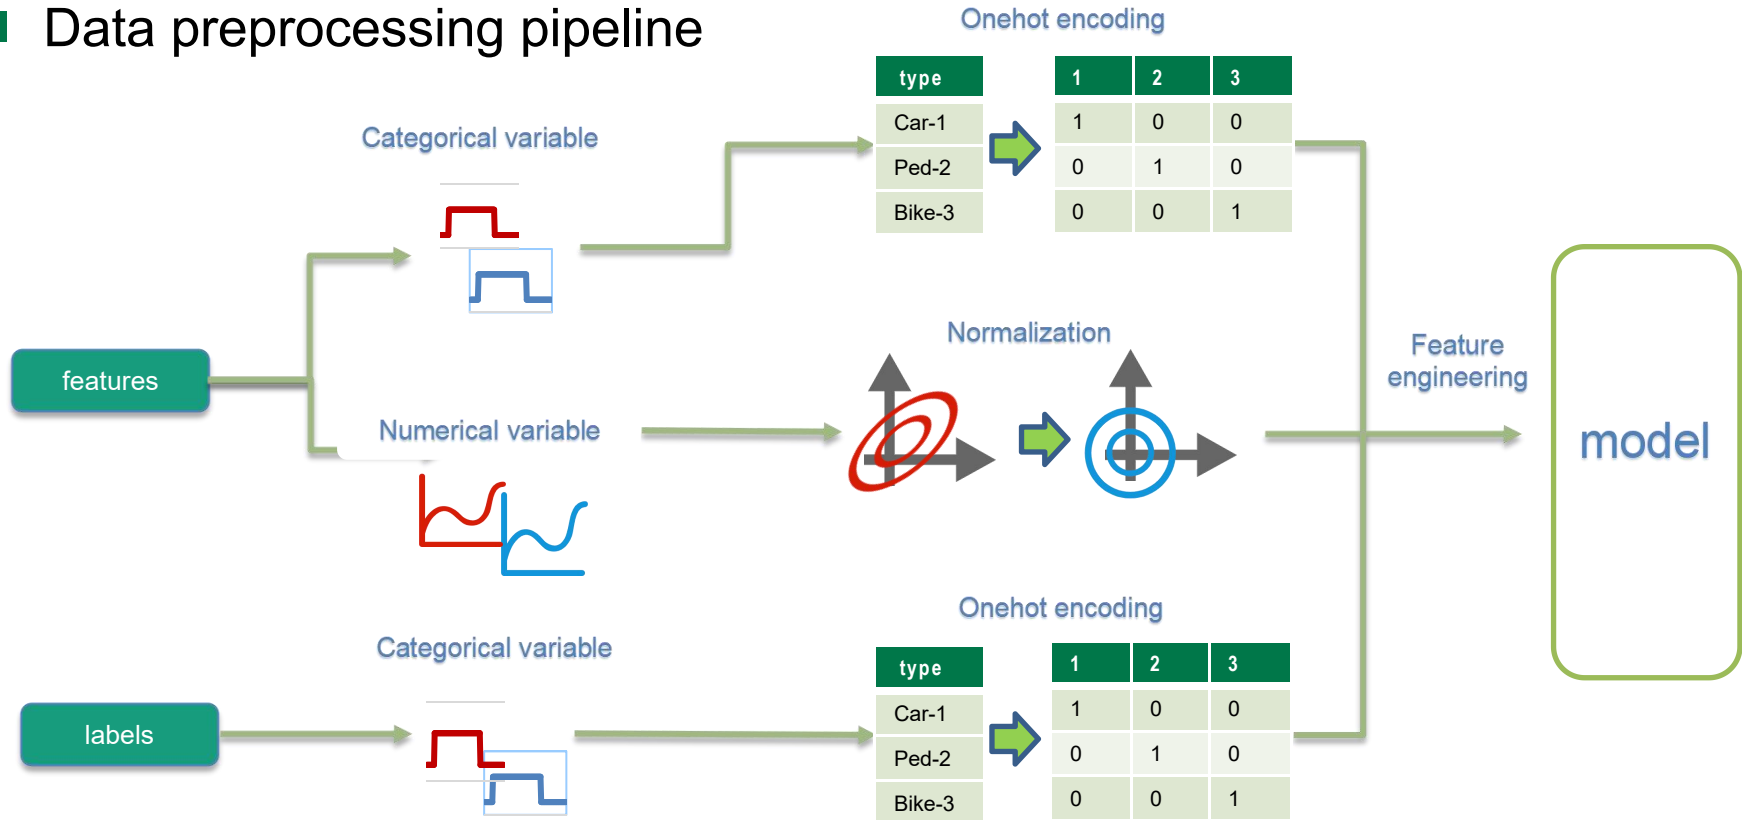 Data preprocessing pipeline
Onehot encoding
type
1 2 3
Car-1
1 0 0
Ped-2
0 1 0
Bike-3
0 0 1
Categorical variable
features
Numerical variable
Normalization
Feature
engineering
model
Onehot encoding
Categorical variable
labels
type
1 2 3
Car-1
1 0 0
Ped-2
0 1 0
Bike-3
0 0 1